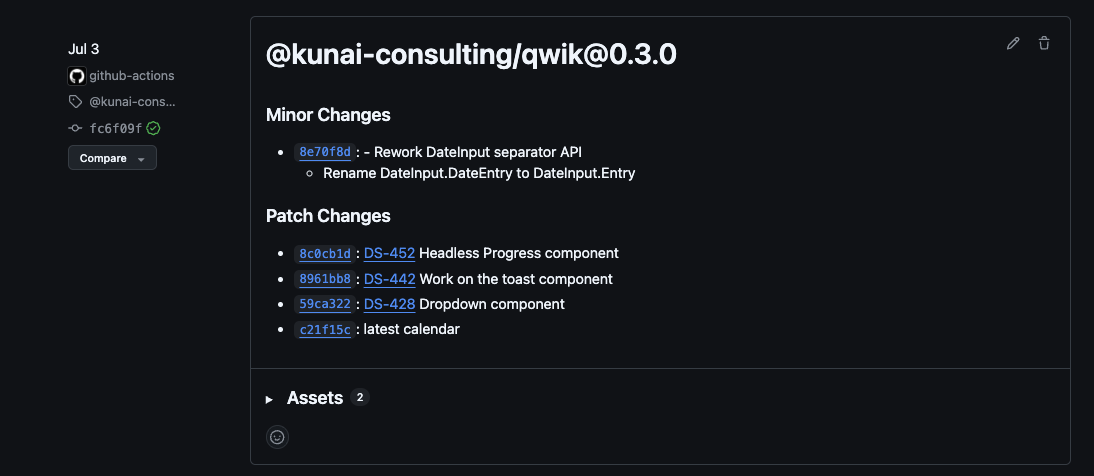 Jul 3
github-actions
@kunai-cons...
fc6f09f
Compare
@kunai-consulting/qwik@0.3.0
Minor Changes
8e70f8d: - Rework DateInput separator API
Rename DateInput.DateEntry to DateInput.Entry
Patch Changes
8c0cb1d: DS-452 Headless Progress component
8961bb8: DS-442 Work on the toast component
59ca322: DS-428 Dropdown component
c21f15c: latest calendar
Assets 2